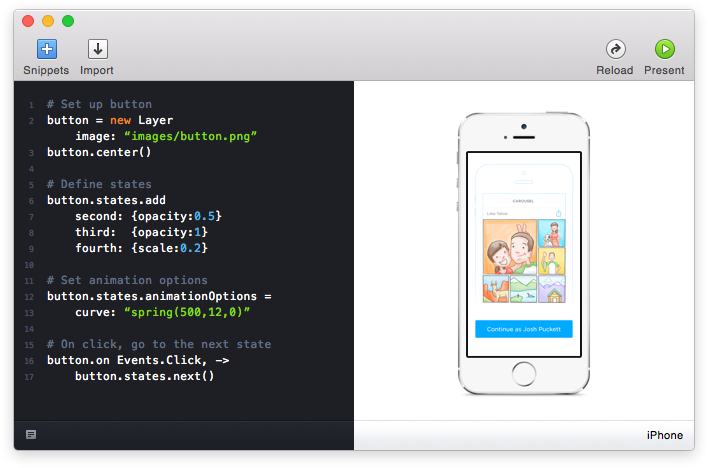 Snippets
Import
Reload
Present
1 # Set up button
2 button = new Layer
image: “images/button.png”
3 button.center()
4
5 # Define states
6 button.states.add
7 second: {opacity:0.5}
8 third: {opacity:1}
9 fourth: {scale:0.2}
10
11 # Set animation options
12 button.states.animationOptions =
13 curve: “spring(500,12,0)”
14
15 # On click, go to the next state
16 button.on Events.Click, ->
17 button.states.next()
CAROUSEL
Lake Tahoe
Continue as Josh Puckett
iPhone